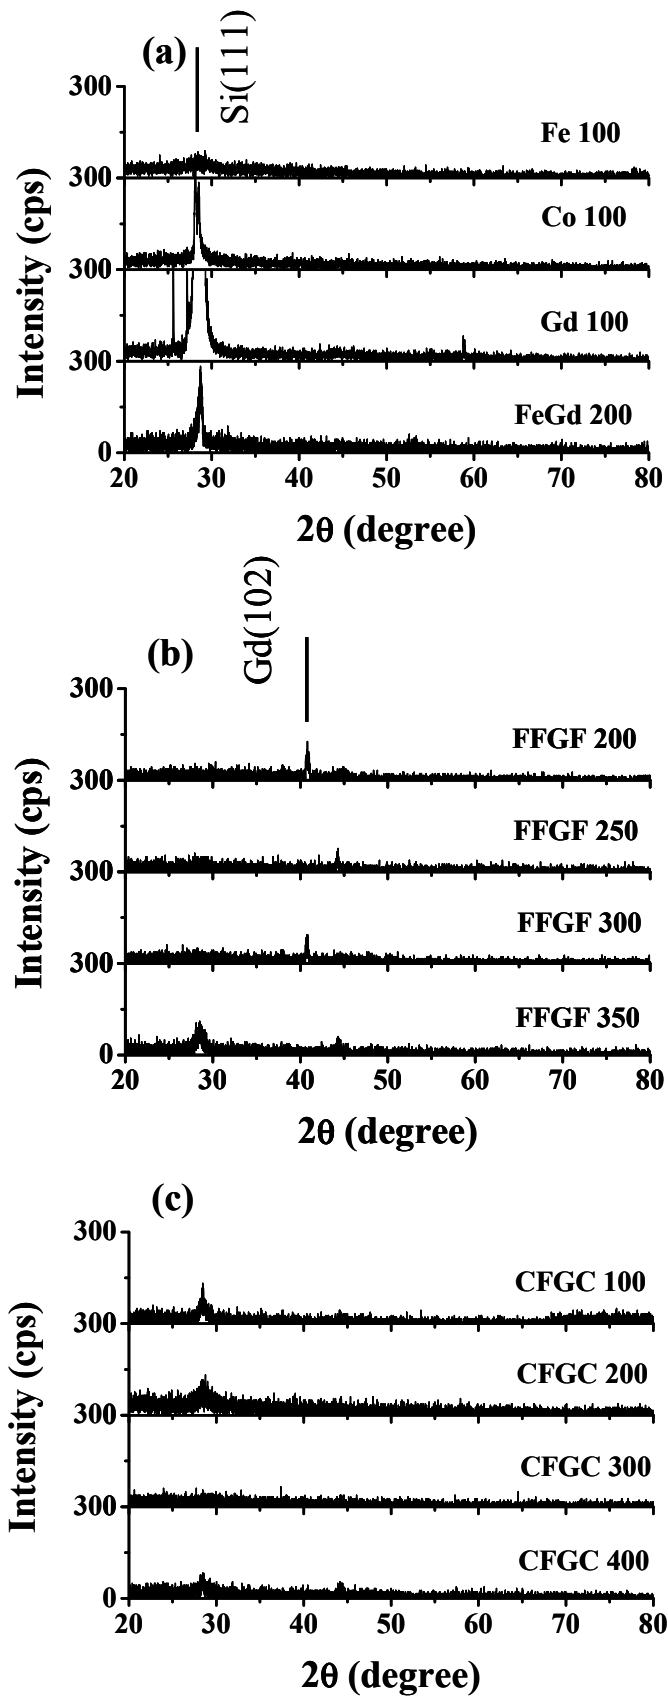 (a)
Si(111)
300
Fe 100
300
Co 100
300
Gd 100
300
FeGd 200
0
20 30 40 50 60 70 80
Intensity (cps)
2θ (degree)
(b)
Gd(102)
300
FFGF 200
300
FFGF 250
300
FFGF 300
300
FFGF 350
0
20 30 40 50 60 70 80
Intensity (cps)
2θ (degree)
(c)
300
CFGC 100
300
CFGC 200
300
CFGC 300
300
CFGC 400
0
20 30 40 50 60 70 80
Intensity (cps)
2θ (degree)